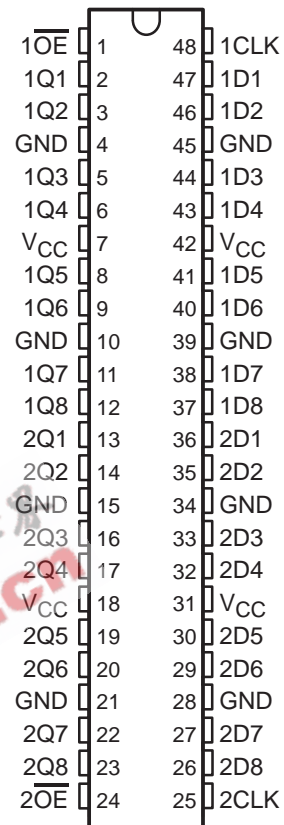 1O̅E̅ 1 48 1CLK
1Q1 2 47 1D1
1Q2 3 46 1D2
GND 4 45 GND
1Q3 5 44 1D3
1Q4 6 43 1D4
VCC 7 42 VCC
1Q5 8 41 1D5
1Q6 9 40 1D6
GND 10 39 GND
1Q7 11 38 1D7
1Q8 12 37 1D8
2Q1 13 36 2D1
2Q2 14 35 2D2
GND 15 34 GND
2Q3 16 33 2D3
2Q4 17 32 2D4
VCC 18 31 VCC
2Q5 19 30 2D5
2Q6 20 29 2D6
GND 21 28 GND
2Q7 22 27 2D7
2Q8 23 26 2D8
2O̅E̅ 24 25 2CLK
.cn